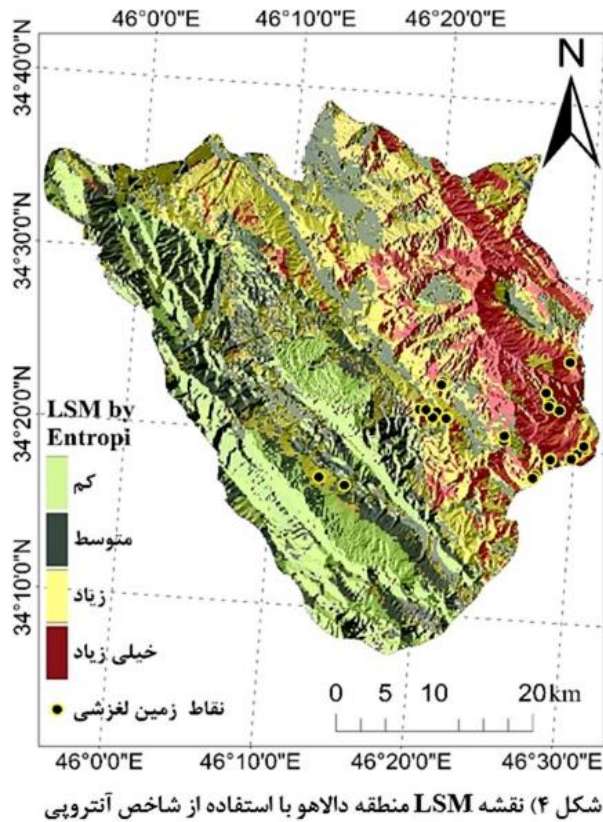 46°0'0"E 46°10'0"E 46°20'0"E
34°40'0"N
34°30'0"N
34°20'0"N
34°10'0"N
N
LSM by
Entropi
کم
متوسط
زیاد
خیلی زیاد
نقاط زمین لغزشی
0 5 10 20 km
46°0'0"E 46°10'0"E 46°20'0"E 46°30'0"E
شکل ۴) نقشه LSM منطقه دالاهو با استفاده از شاخص آنتروپی